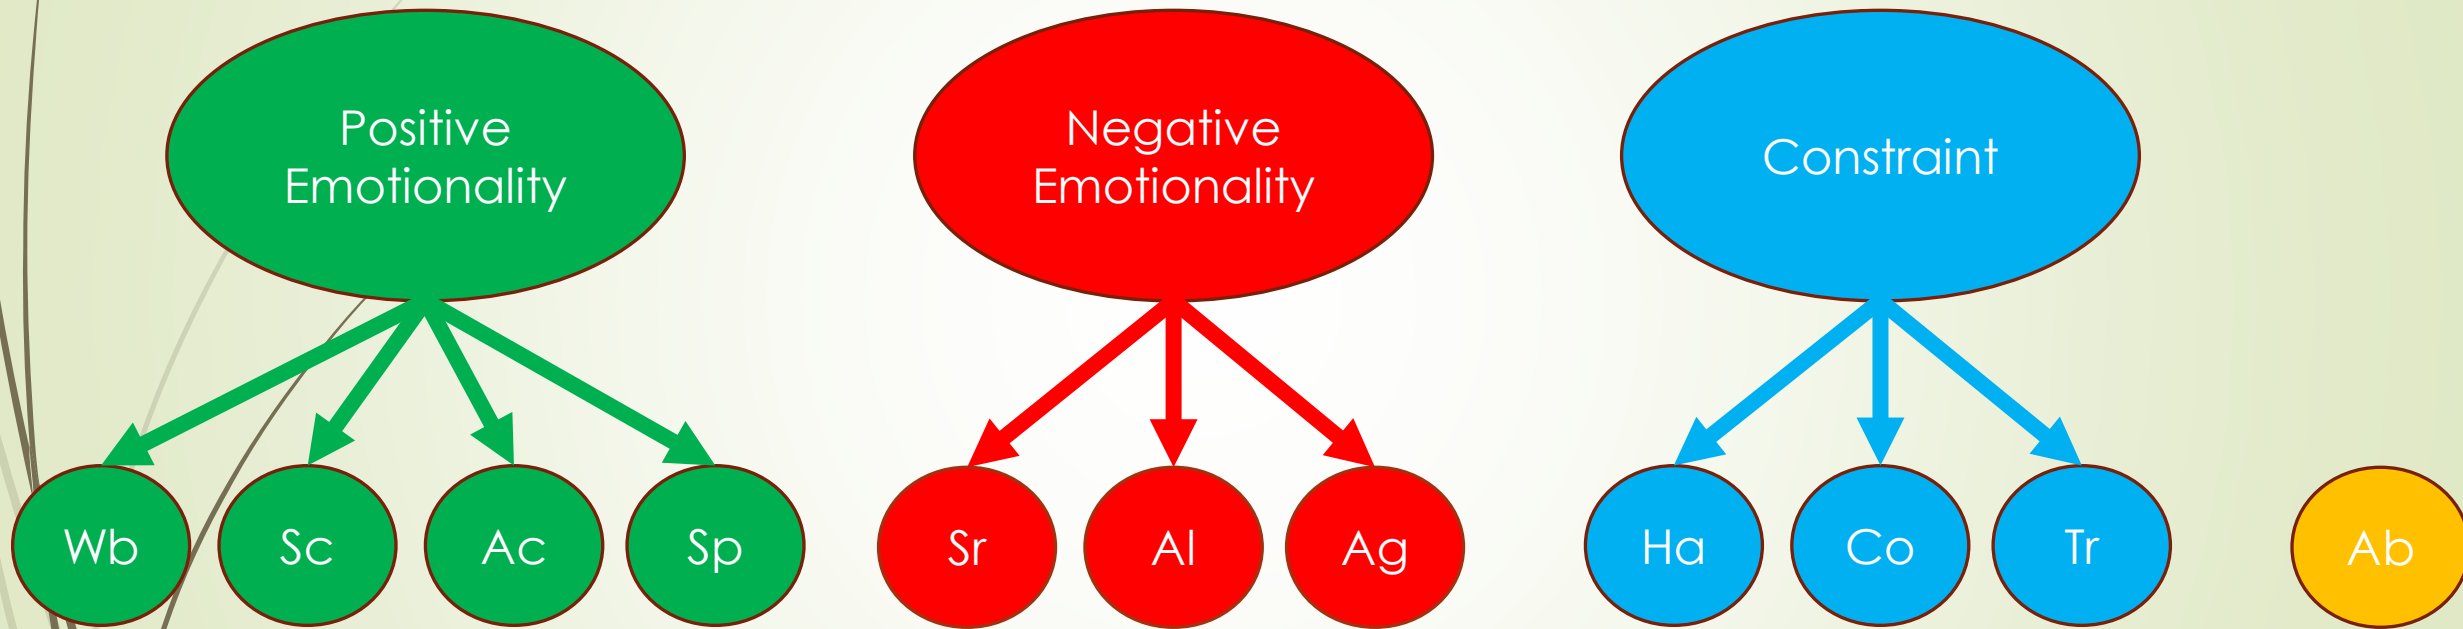 Positive
Emotionality
Negative
Emotionality
Constraint
Wb
Sc
Ac
Sp
Sr
Al
Ag
Ha
Co
Tr
Ab